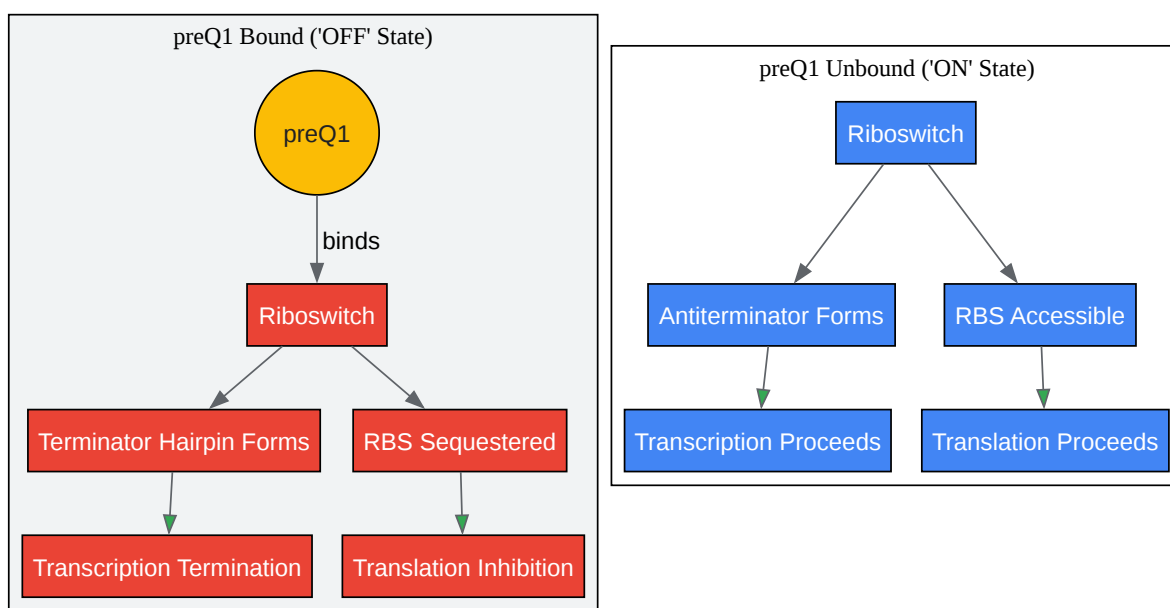 preQ1 Bound ('OFF' State)
preQ1
binds
Riboswitch
Terminator Hairpin Forms
RBS Sequestered
Transcription Termination
Translation Inhibition
preQ1 Unbound ('ON' State)
Riboswitch
Antiterminator Forms
RBS Accessible
Transcription Proceeds
Translation Proceeds